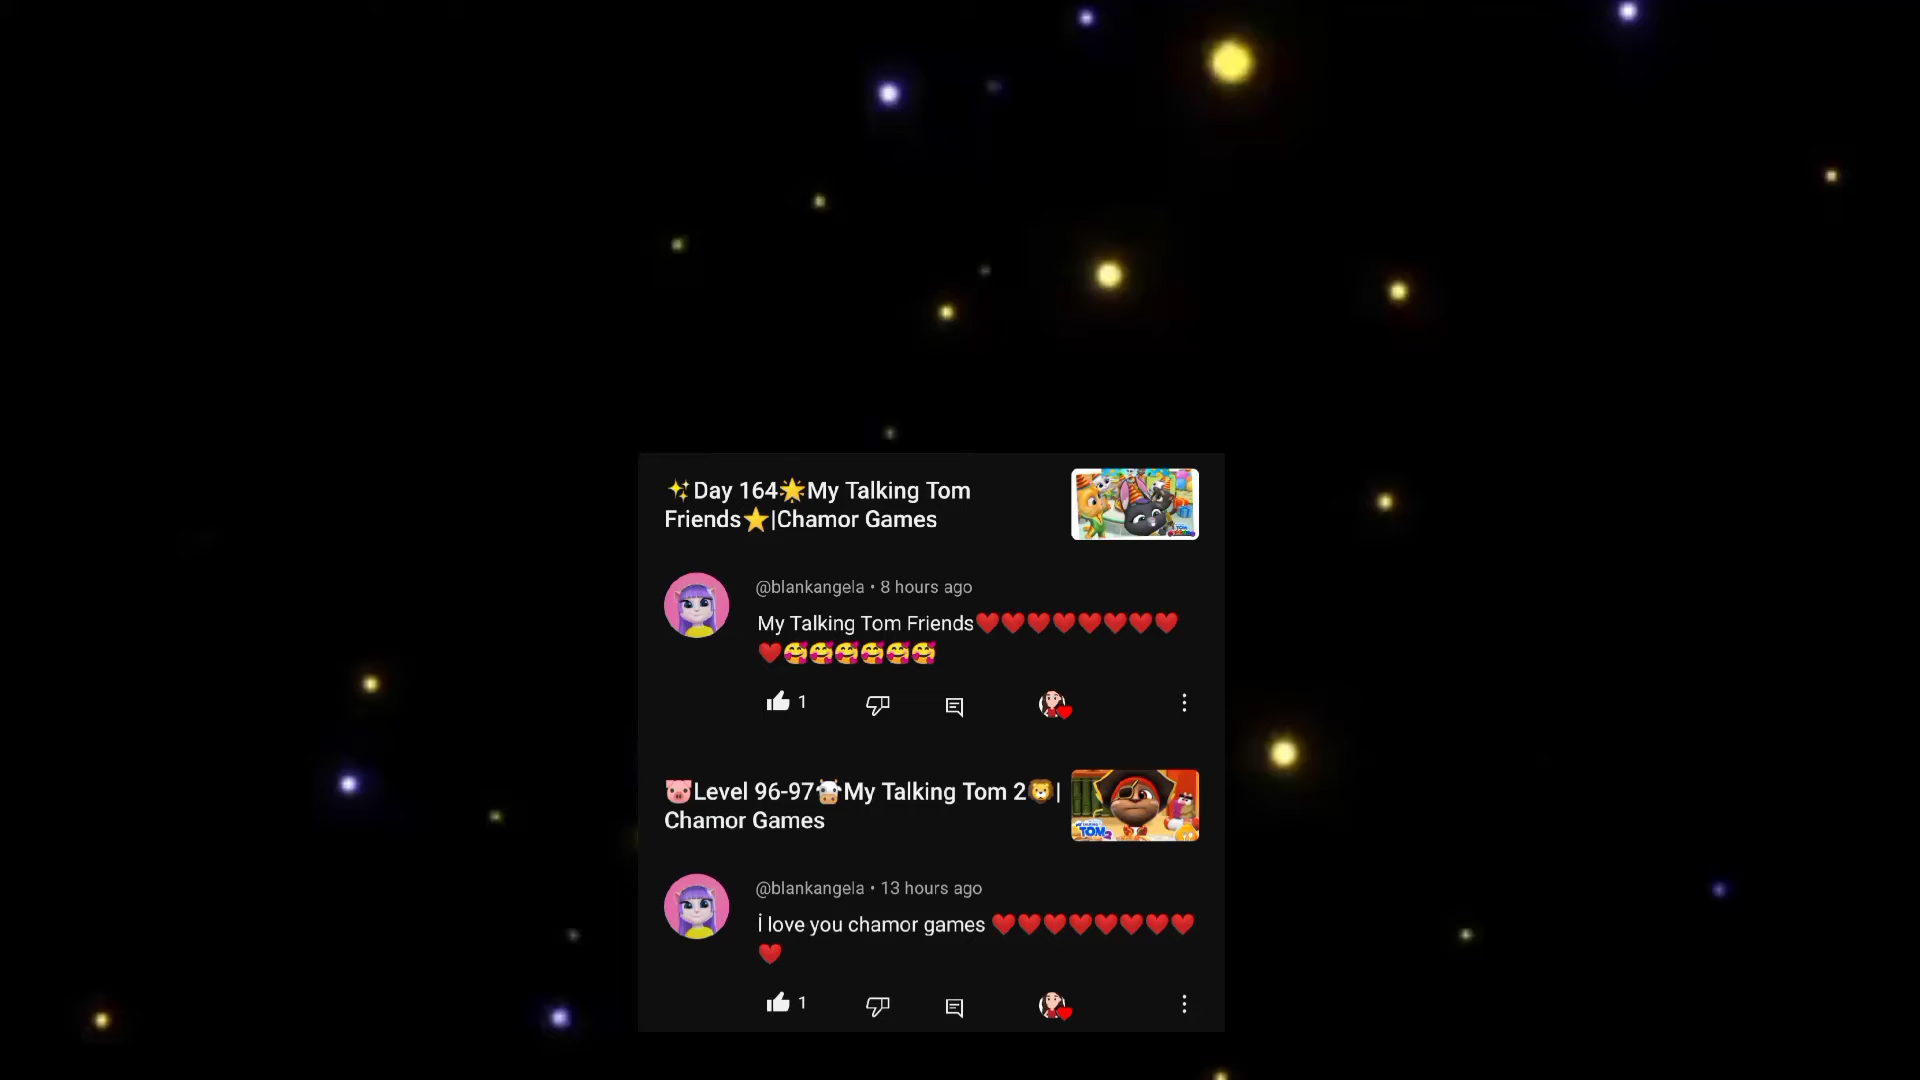 ✨Day 164🌟My Talking Tom
Friends⭐|Chamor Games
@blankangela • 8 hours ago
My Talking Tom Friends❤️❤️❤️❤️❤️❤️❤️❤️
❤️🥰🥰🥰🥰🥰🥰
1
🐷Level 96-97🐮My Talking Tom 2🦁|
Chamor Games
TOM2
@blankangela • 13 hours ago
İ love you chamor games ❤️❤️❤️❤️❤️❤️❤️❤️
❤️
1